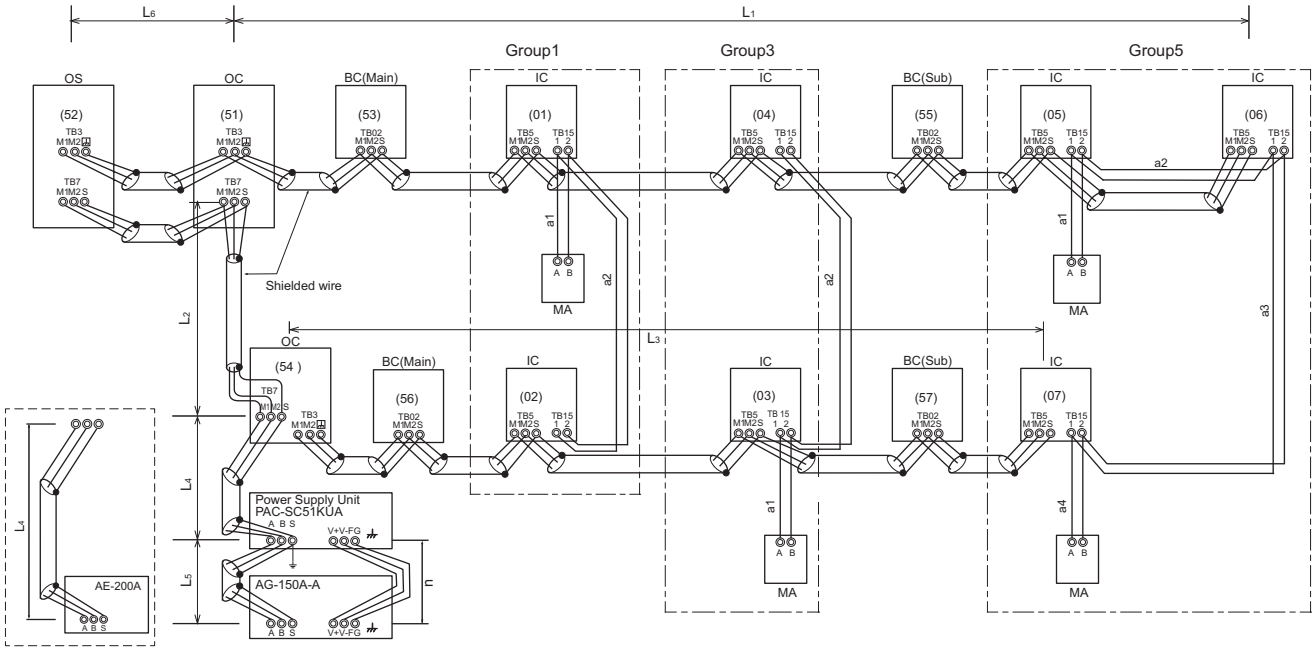 L6
L1
Group1
Group3
Group5
OS
OC
BC(Main)
IC
IC
BC(Sub)
IC
IC
(52)
(51)
(53)
(01)
(04)
(55)
(05)
(06)
TB3
M1M2
TB3
M1M2
TB02
M1M2S
TB5
M1M2S
TB15
1 2
TB5
M1M2S
TB15
1 2
TB02
M1M2S
TB5
M1M2S
TB15
1 2
TB5
M1M2S
TB15
1 2
TB7
M1M2 S
TB7
M1M2 S
a2
a1
a2
a2
a1
a3
A B
MA
A B
MA
Shielded wire
L2
L3
OC
BC(Main)
IC
IC
BC(Sub)
IC
(54 )
(56)
(02)
(03)
(57)
(07)
TB7
M1M2 S
TB3
M1M2
TB02
M1M2S
TB5
M1M2S
TB15
1 2
TB5
M1M2S
TB 15
1 2
TB02
M1M2S
TB5
M1M2S
TB15
1 2
L4
L4
Power Supply Unit
PAC-SC51KUA
A B S
V+V-FG
a1
a4
A B
MA
A B
MA
L5
n
AE-200A
A B S
AG-150A-A
A B S
V+V-FG